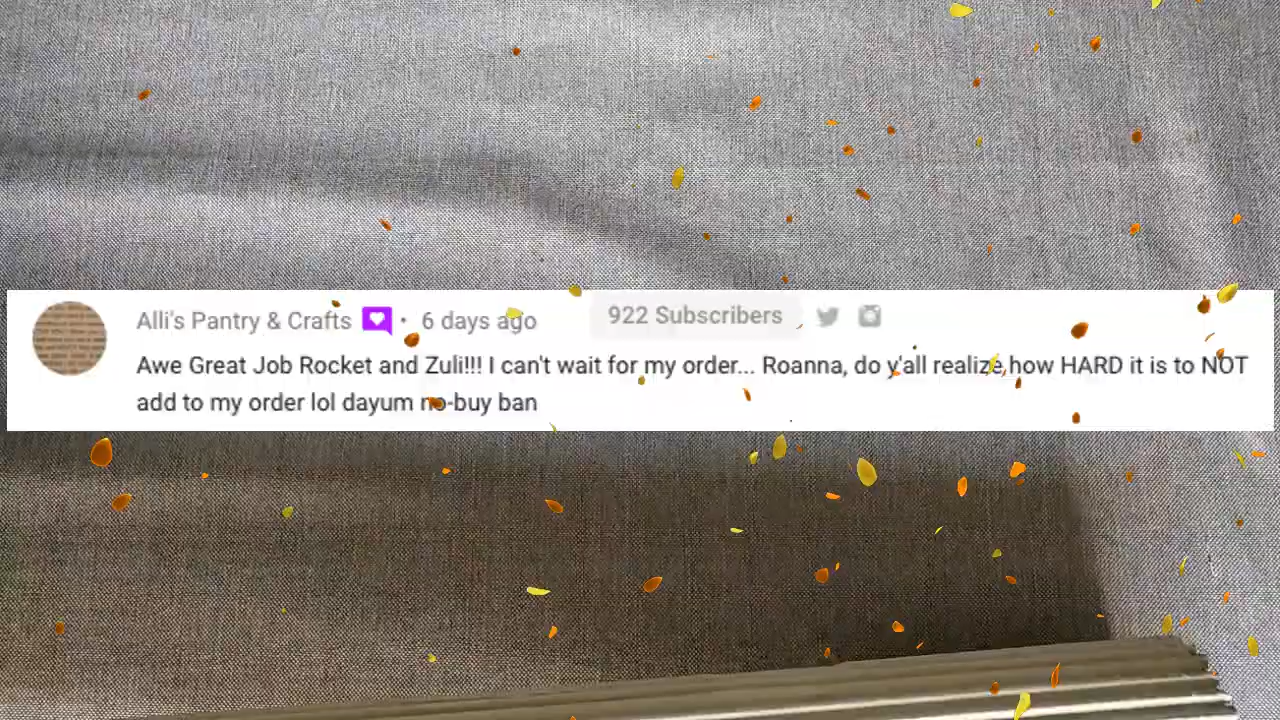 Alli's Pantry & Crafts • 6 days ago 922 Subscribers
Awe Great Job Rocket and Zuli!!! I can't wait for my order... Roanna, do y'all realize how HARD it is to NOT
add to my order lol dayum no-buy ban